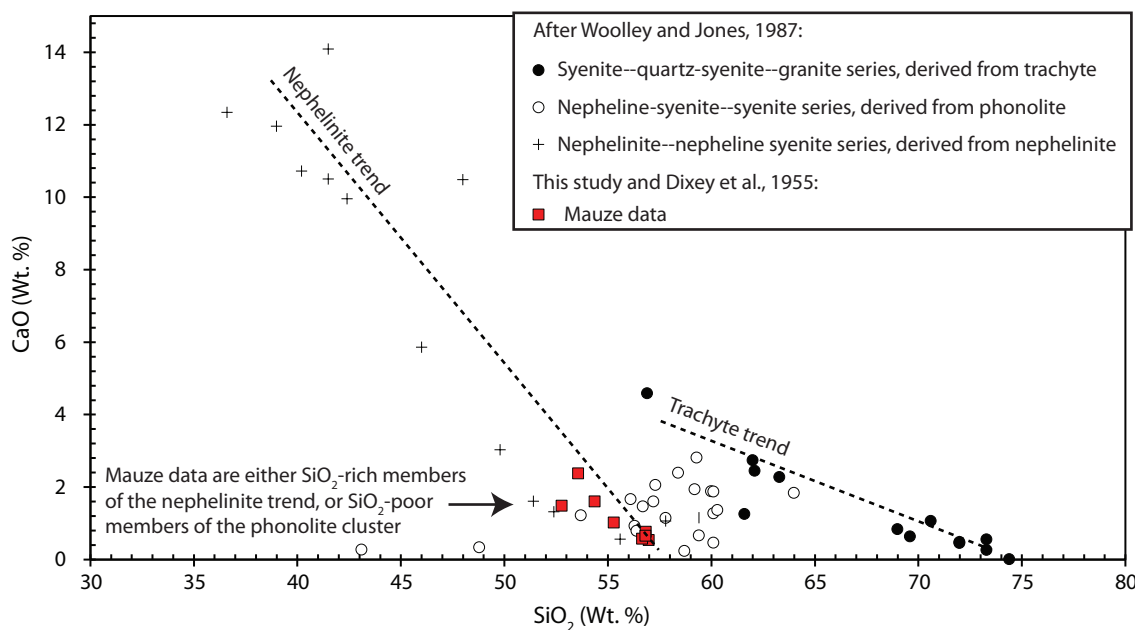 After Woolley and Jones, 1987:
Syenite--quartz-syenite--granite series, derived from trachyte
Nepheline-syenite--syenite series, derived from phonolite
Nephelinite--nepheline syenite series, derived from nephelinite
This study and Dixey et al., 1955:
Mauze data
Nephelinite trend
Trachyte trend
Mauze data are either SiO₂-rich members
of the nephelinite trend, or SiO₂-poor
members of the phonolite cluster
CaO (Wt. %)
14
12
10
8
6
4
2
0
30 35 40 45 50 55 60 65 70 75 80
SiO₂ (Wt. %)